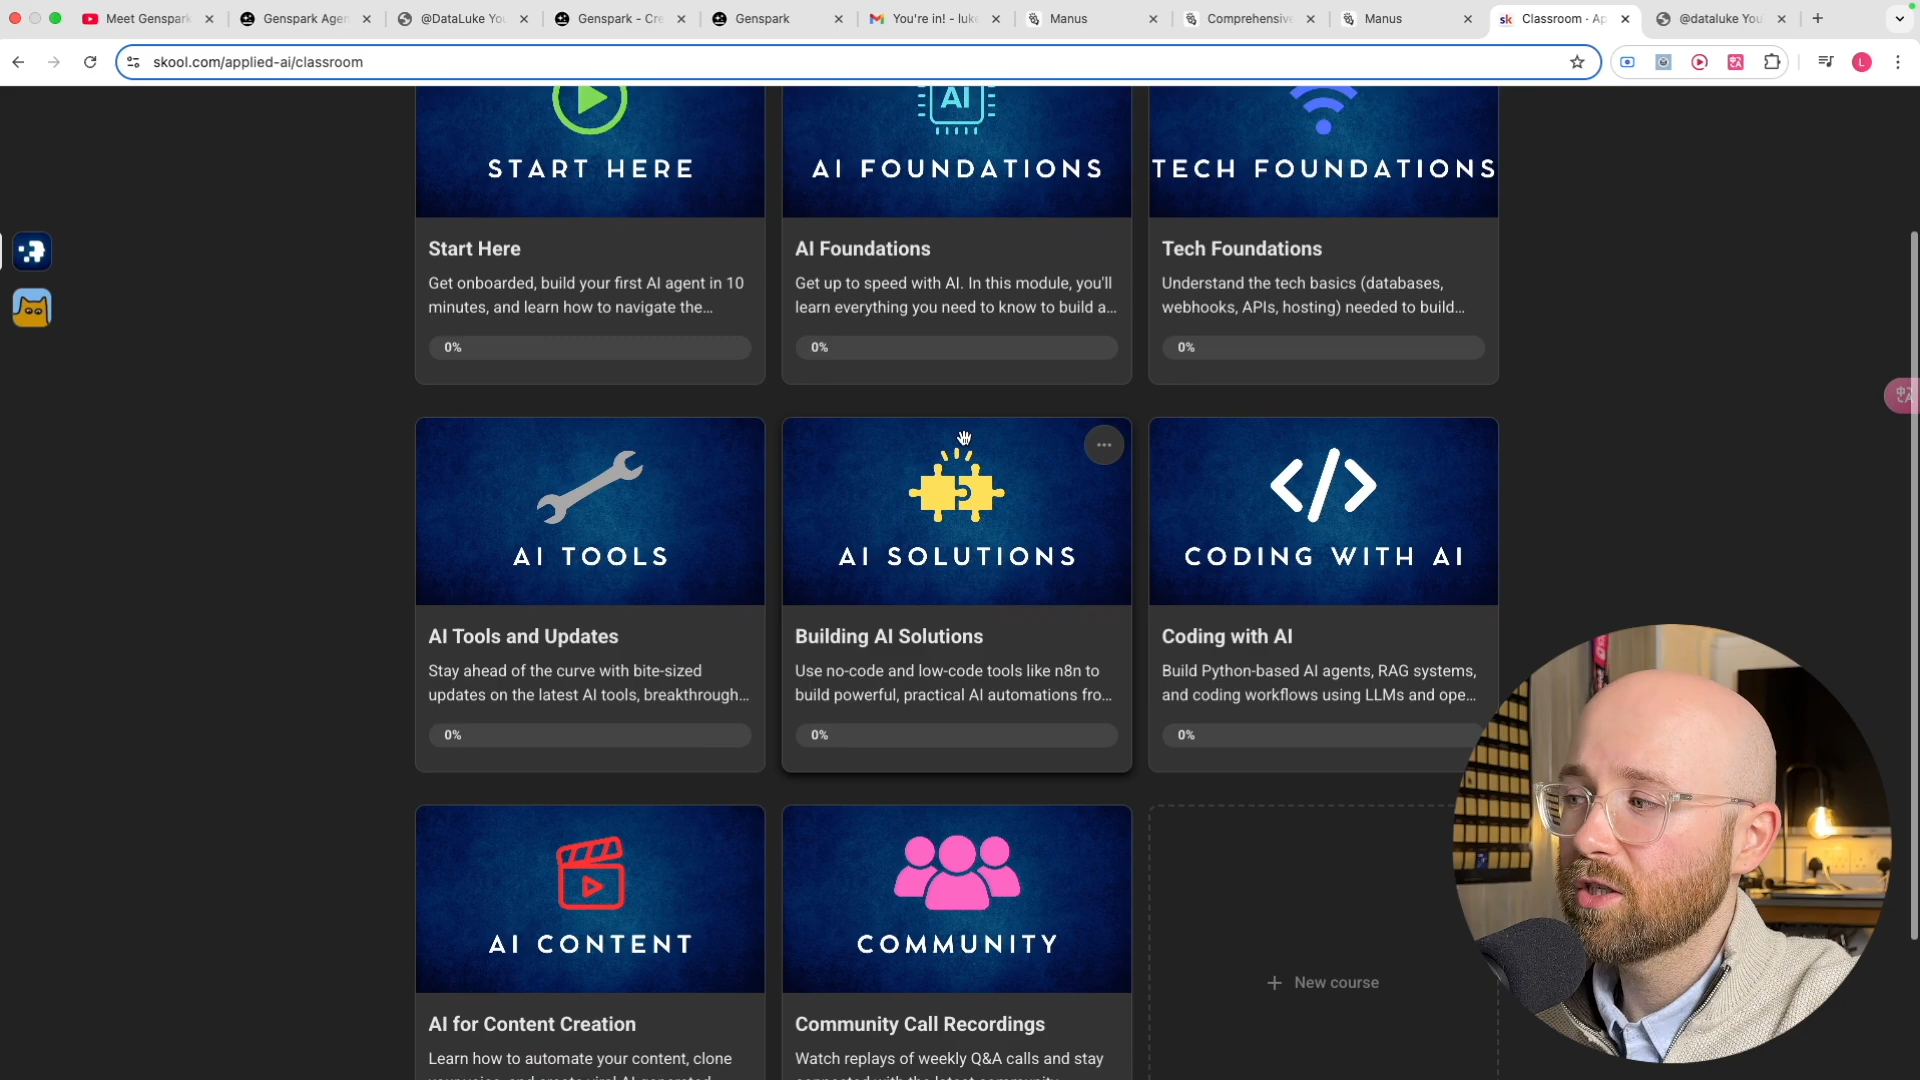 Meet Genspark
Genspark Agen
@DataLuke You
Genspark - Cre
Genspark
You're in! - luke
Manus
Comprehensive
Manus
sk
Classroom - Ap
@dataluke You
skool.com/applied-ai/classroom
L
AI
START HERE
AI FOUNDATIONS
TECH FOUNDATIONS
Start Here
AI Foundations
Tech Foundations
Get onboarded, build your first AI agent in 10
minutes, and learn how to navigate the...
Get up to speed with AI. In this module, you'll
learn everything you need to know to build a...
Understand the tech basics (databases,
webhooks, APIs, hosting) needed to build...
0%
0%
0%
AI TOOLS
AI SOLUTIONS
</>
CODING WITH AI
AI Tools and Updates
Building AI Solutions
Coding with AI
Stay ahead of the curve with bite-sized
updates on the latest AI tools, breakthrough...
Use no-code and low-code tools like n8n to
build powerful, practical AI automations fro...
Build Python-based AI agents, RAG systems,
and coding workflows using LLMs and ope...
0%
0%
0%
AI CONTENT
COMMUNITY
+ New course
AI for Content Creation
Community Call Recordings
Learn how to automate your content, clone
Watch replays of weekly Q&A calls and stay